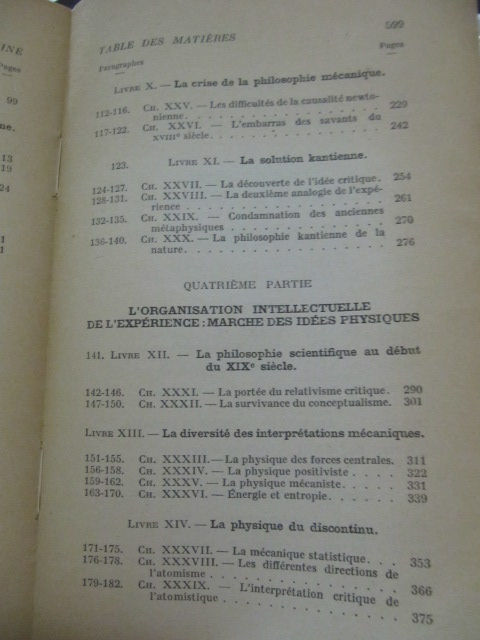 INE
Pages
99
ne.
13
19
24
1
1
TABLE DES MATIÈRES 599
Paragraphes Pages
LIVRE X. — La crise de la philosophie mécanique.
112-116. CH. XXV. — Les difficultés de la causalité newto-
nienne. . . . . . . . . . . . . . . . 229
117-122. CH. XXVI. — L'embarras des savants du
XVIIIe siècle. . . . . . . . . . . . . . . 242
123. LIVRE XI. — La solution kantienne.
124-127. CH. XXVII. — La découverte de l'idée critique. 254
128-131. CH. XXVIII. — La deuxième analogie de l'expé-
rience . . . . . . . . . . . . . . . 261
132-135. CH. XXIX. — Condamnation des anciennes
métaphysiques . . . . . . . . . . . . 270
136-140. CH. XXX. — La philosophie kantienne de la
nature. . . . . . . . . . . . . . . . 276
QUATRIÈME PARTIE
L'ORGANISATION INTELLECTUELLE
DE L'EXPÉRIENCE : MARCHE DES IDÉES PHYSIQUES
141. LIVRE XII. — La philosophie scientifique au début
du XIXe siècle.
142-146. CH. XXXI. — La portée du relativisme critique. 290
147-150. CH. XXXII. — La survivance du conceptualisme. 301
LIVRE XIII. — La diversité des interprétations mécaniques.
151-155. CH. XXXIII. — La physique des forces centrales. 311
156-158. CH. XXXIV. — La physique positiviste . . . . 322
159-162. CH. XXXV. — La physique mécaniste. . . . . 331
163-170. CH. XXXVI. — Énergie et entropie. . . . . . 339
LIVRE XIV. — La physique du discontinu.
171-175. CH. XXXVII. — La mécanique statistique. . . 353
176-178. CH. XXXVIII. — Les différentes directions de
l'atomisme . . . . . . . . . . . . . 366
179-182. CH. XXXIX. — L'interprétation critique de
l'atomistique . . . . . . . . . . . . 375